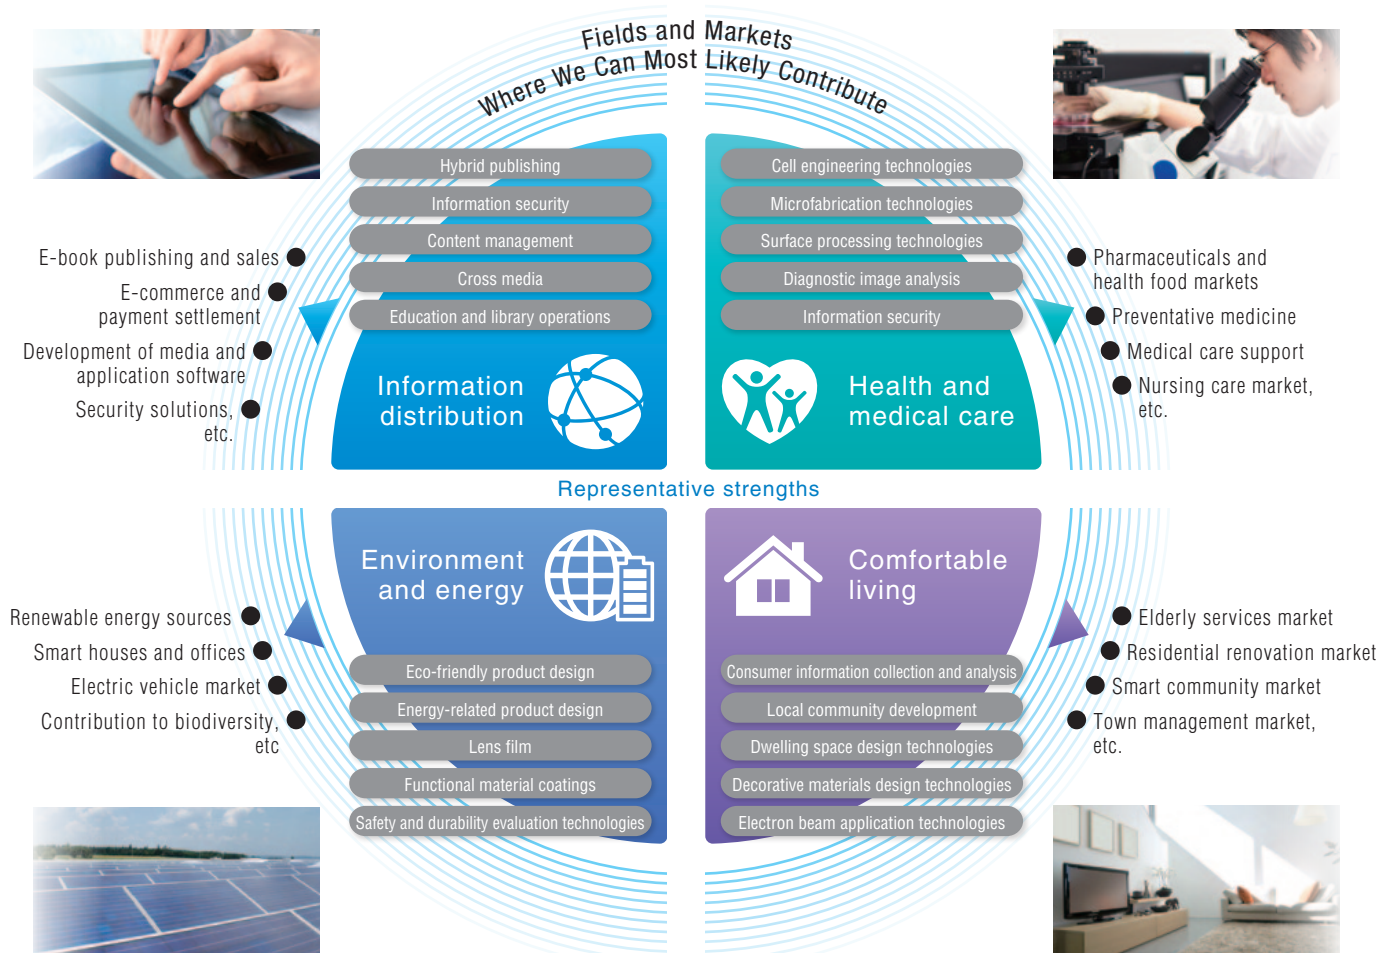 Fields and Markets
Where We Can Most Likely Contribute
Hybrid publishing
Information security
Content management
Cross media
Education and library operations
Information
distribution
E-book publishing and sales
E-commerce and
payment settlement
Development of media and
application software
Security solutions,
etc.
Cell engineering technologies
Microfabrication technologies
Surface processing technologies
Diagnostic image analysis
Information security
Health and
medical care
Pharmaceuticals and
health food markets
Preventative medicine
Medical care support
Nursing care market,
etc.
Representative strengths
Environment
and energy
Renewable energy sources
Smart houses and offices
Electric vehicle market
Contribution to biodiversity,
etc
Eco-friendly product design
Energy-related product design
Lens film
Functional material coatings
Safety and durability evaluation technologies
Comfortable
living
Elderly services market
Residential renovation market
Smart community market
Town management market,
etc.
Consumer information collection and analysis
Local community development
Dwelling space design technologies
Decorative materials design technologies
Electron beam application technologies